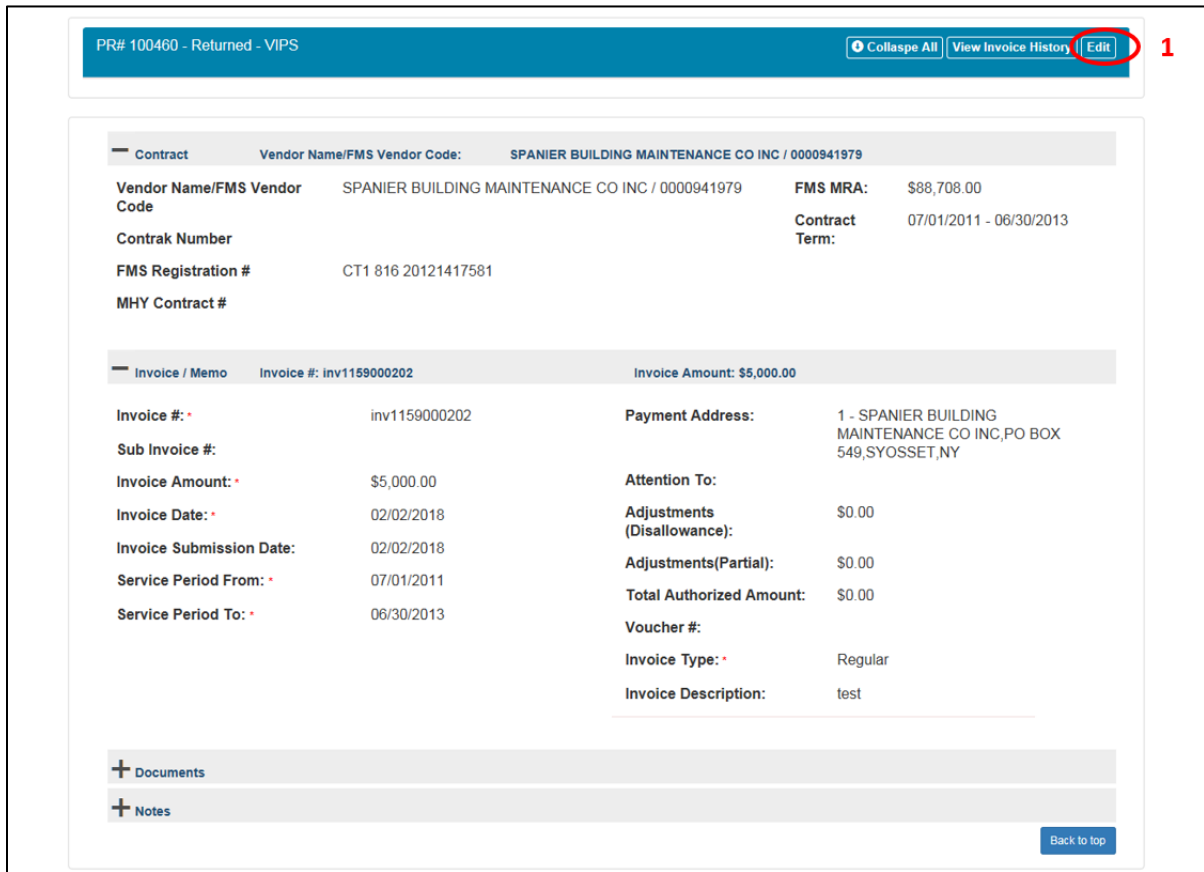 PR# 100460 - Returned - VIPS
Collaspe All View Invoice History Edit 1
Contract Vendor Name/FMS Vendor Code: SPANIER BUILDING MAINTENANCE CO INC / 0000941979
Vendor Name/FMS Vendor Code SPANIER BUILDING MAINTENANCE CO INC / 0000941979
FMS MRA: $88,708.00
Contract Term: 07/01/2011 - 06/30/2013
Contrak Number
FMS Registration # CT1 816 20121417581
MHY Contract #
Invoice / Memo Invoice #: inv1159000202 Invoice Amount: $5,000.00
Invoice #: * inv1159000202
Sub Invoice #:
Invoice Amount: * $5,000.00
Invoice Date: * 02/02/2018
Invoice Submission Date: 02/02/2018
Service Period From: * 07/01/2011
Service Period To: * 06/30/2013
Payment Address: 1 - SPANIER BUILDING
MAINTENANCE CO INC,PO BOX
549,SYOSSET,NY
Attention To:
Adjustments (Disallowance): $0.00
Adjustments(Partial): $0.00
Total Authorized Amount: $0.00
Voucher #:
Invoice Type: * Regular
Invoice Description: test
Documents
Notes
Back to top